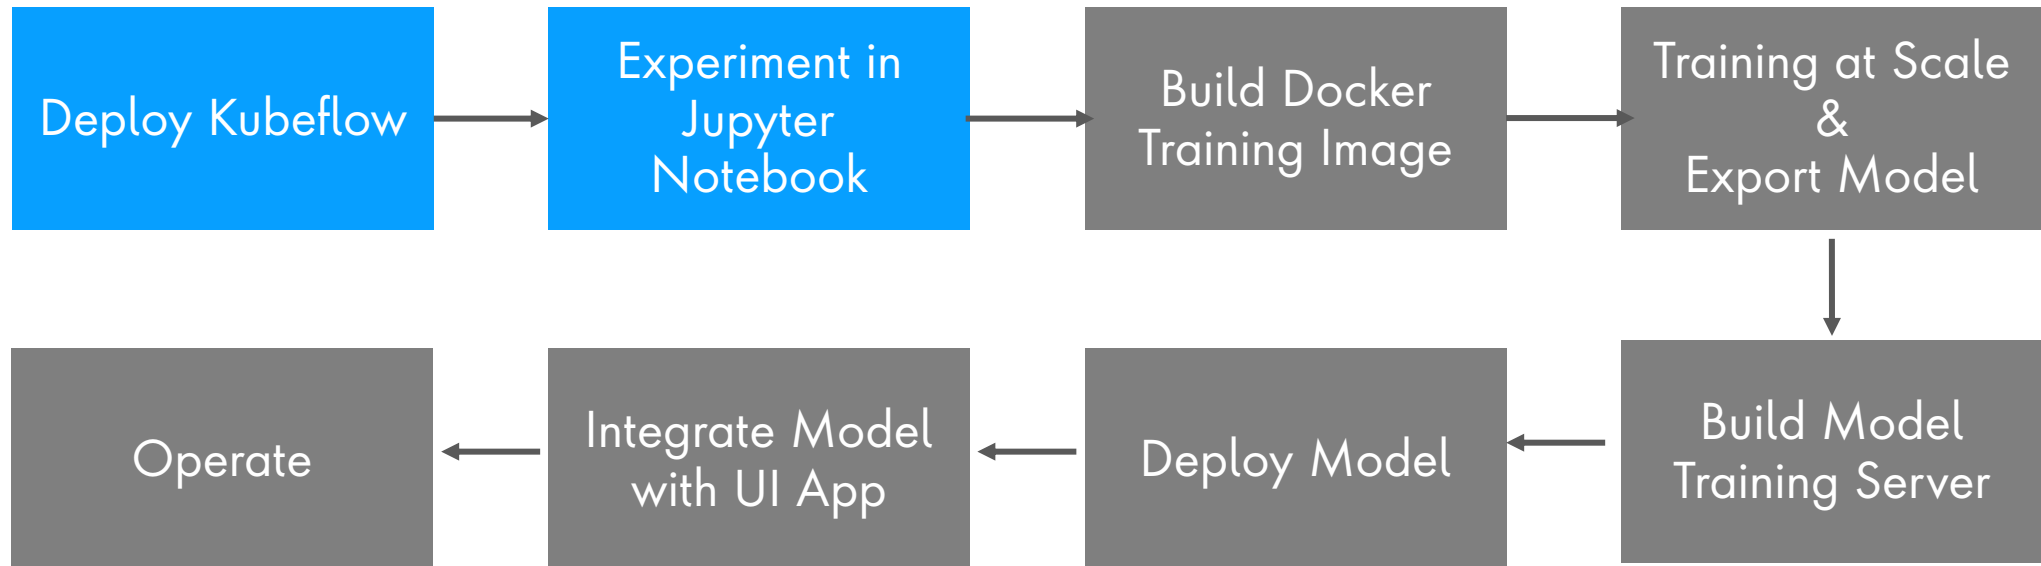 Deploy Kubeflow
Experiment in
Jupyter
Notebook
Build Docker
Training Image
Training at Scale
&
Export Model
Build Model
Training Server
Deploy Model
Integrate Model
with UI App
Operate